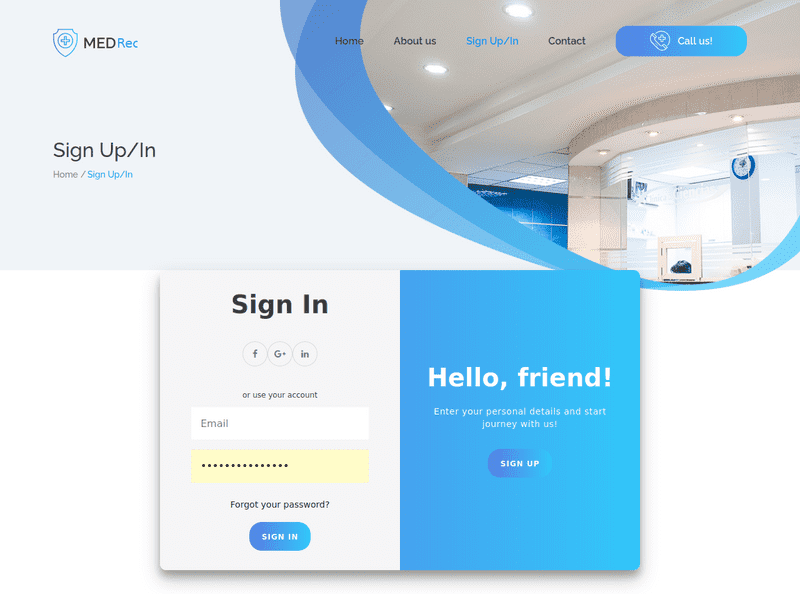 MEDRec
Home
About us
Sign Up/In
Contact
Call us!
Sign Up/In
Home / Sign Up/In
Sign In
f
G+
in
or use your account
Email
•••••••••••••••
Forgot your password?
SIGN IN
Hello, friend!
Enter your personal details and start
journey with us!
SIGN UP